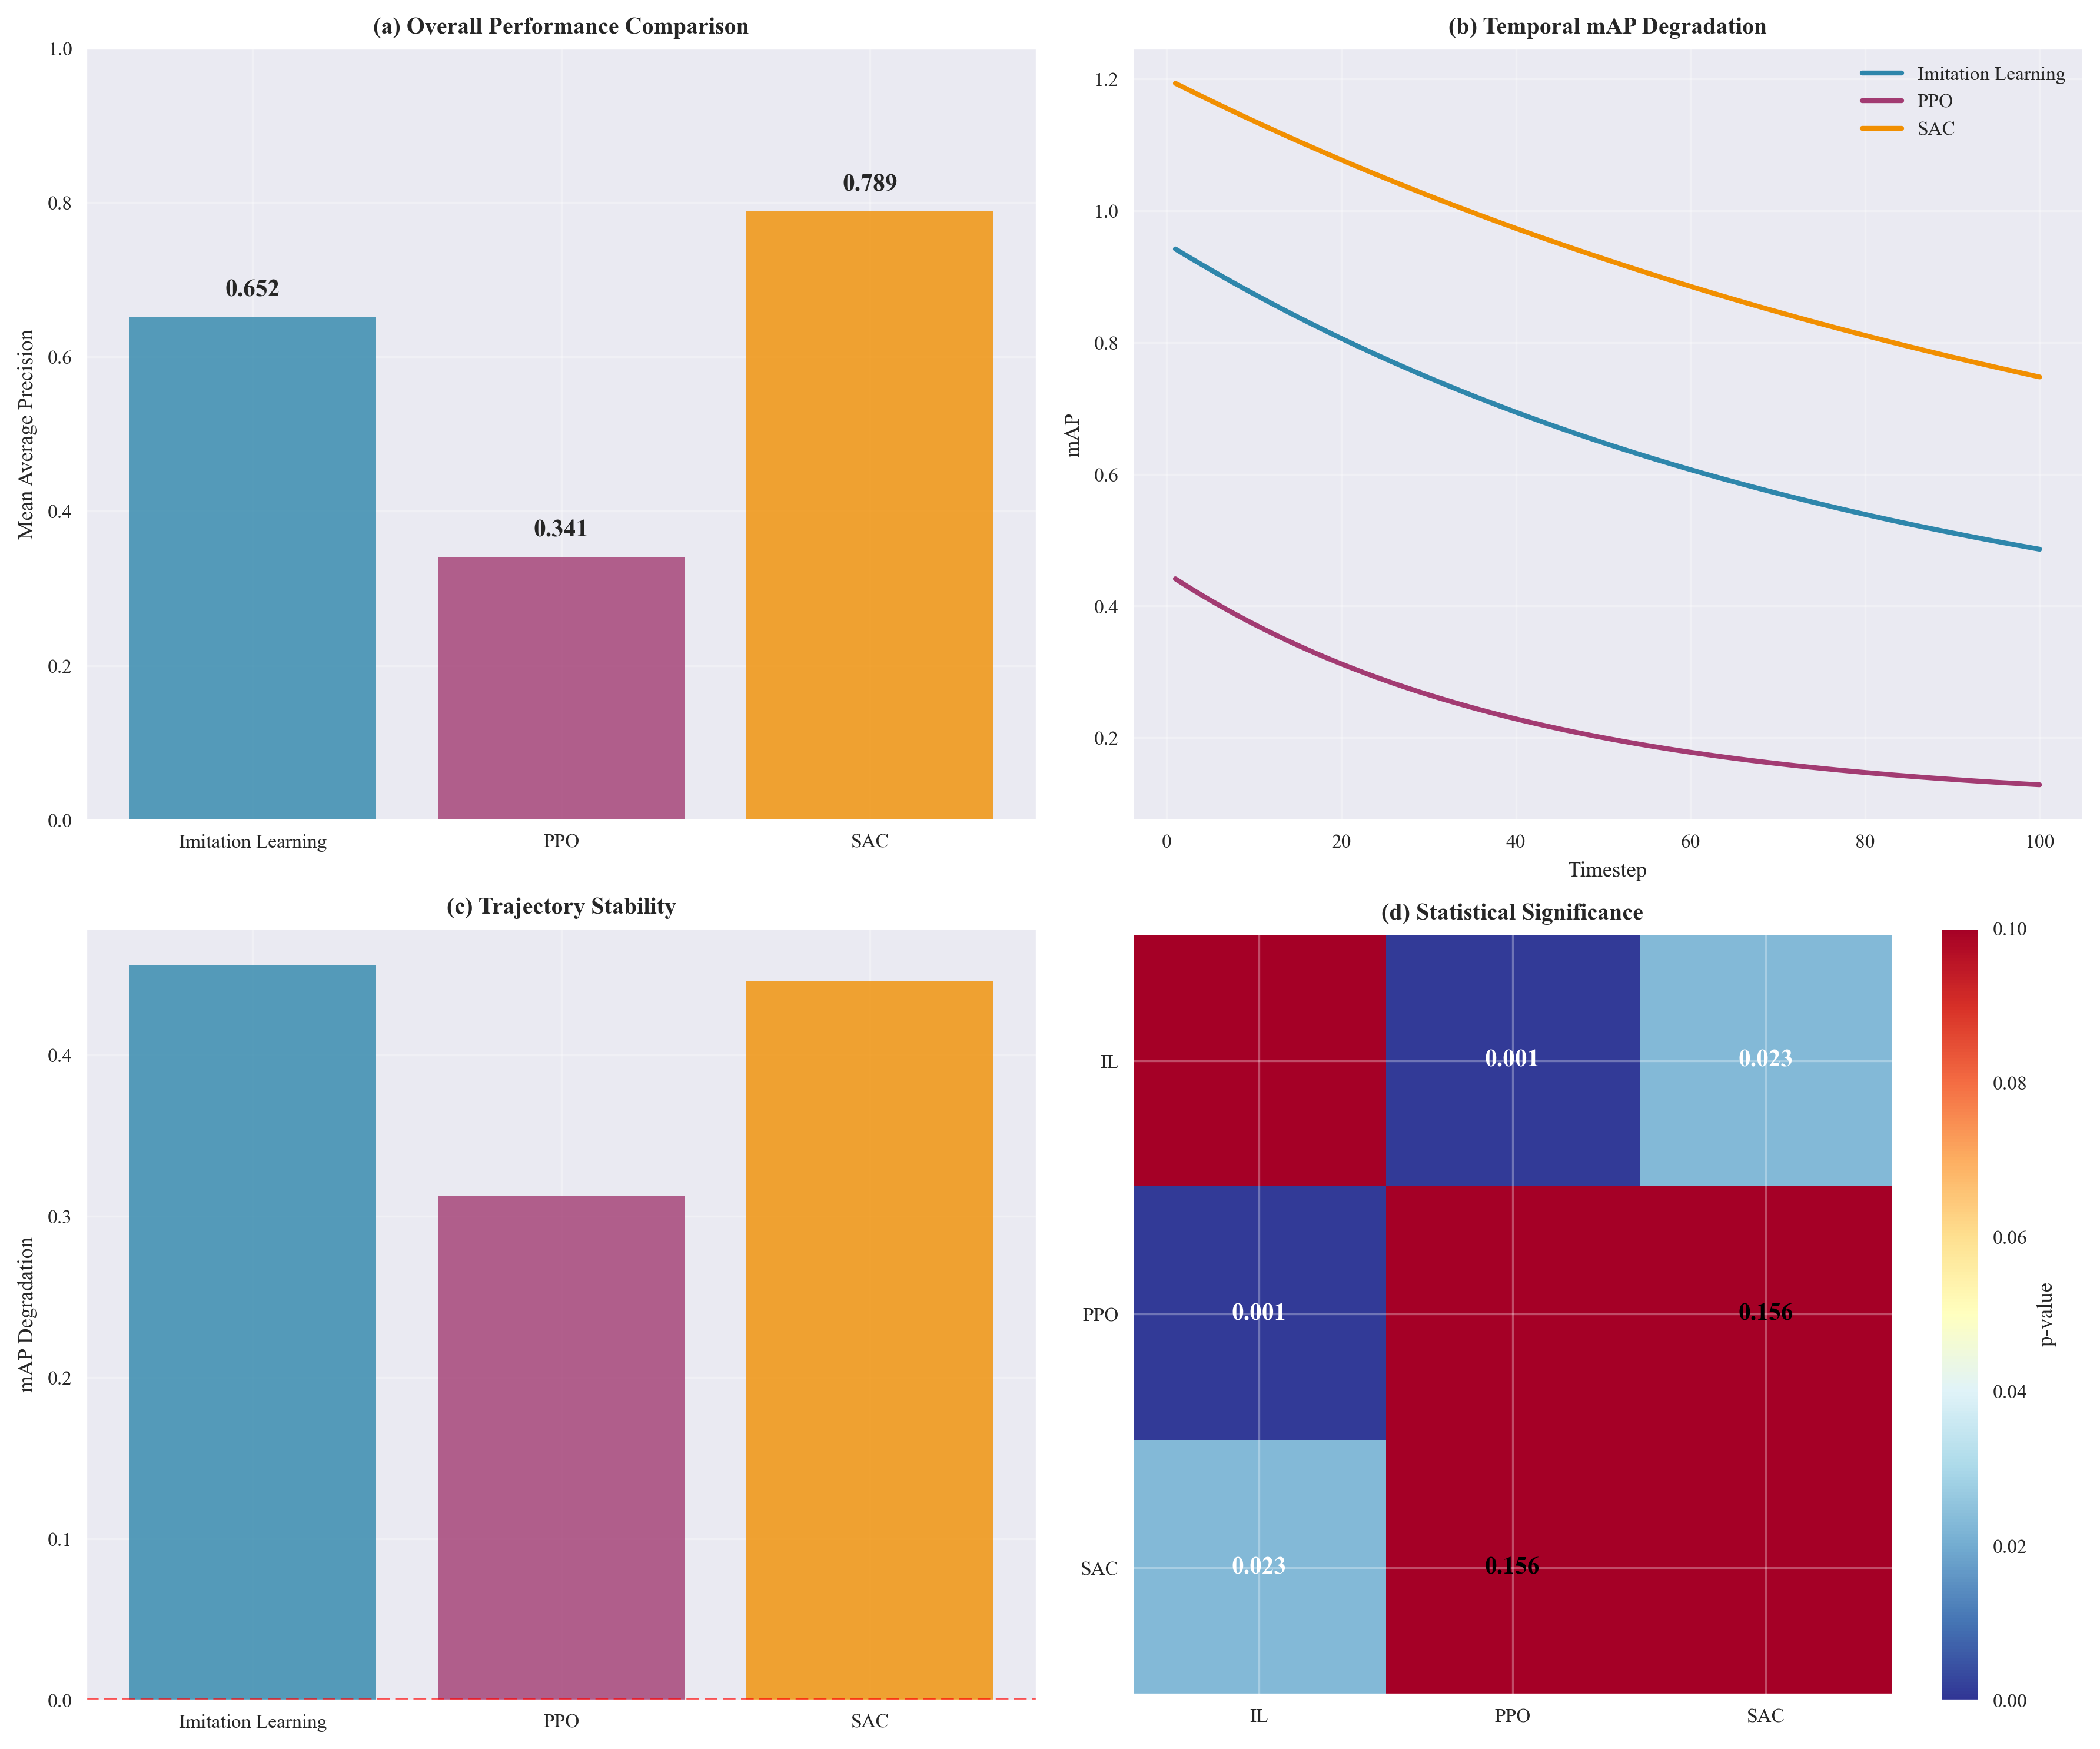 (a) Overall Performance Comparison
Mean Average Precision
1.0
0.8
0.6
0.4
0.2
0.0
0.652
0.341
0.789
Imitation Learning
PPO
SAC
(b) Temporal mAP Degradation
mAP
1.2
1.0
0.8
0.6
0.4
0.2
Imitation Learning
PPO
SAC
0
20
40
60
80
100
Timestep
(c) Trajectory Stability
mAP Degradation
0.4
0.3
0.2
0.1
0.0
Imitation Learning
PPO
SAC
(d) Statistical Significance
IL
0.001
0.023
PPO
0.001
0.156
SAC
0.023
0.156
IL
PPO
SAC
0.10
0.08
0.06
0.04
0.02
0.00
p-value